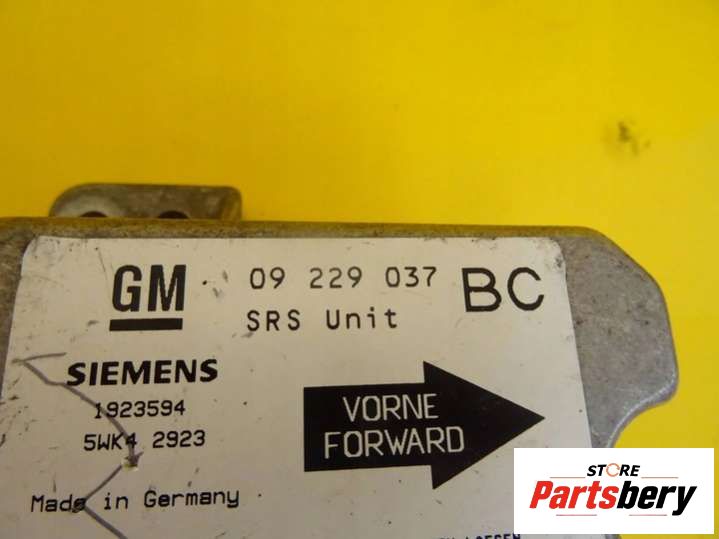 GM 09 229 037 BC
SRS Unit
SIEMENS
1923594
5WK4 2923
VORNE
FORWARD
Made in Germany
STORE
Partsbery